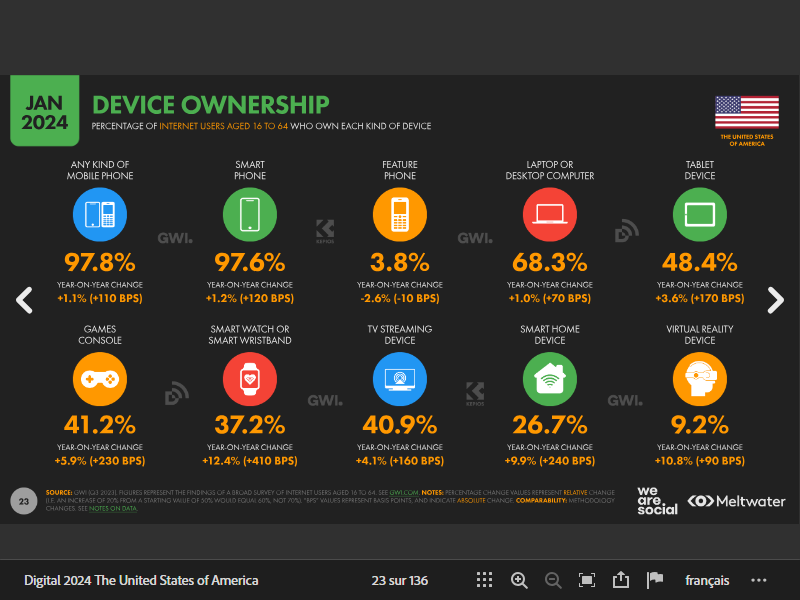 JAN
2024
DEVICE OWNERSHIP
PERCENTAGE OF INTERNET USERS AGED 16 TO 64 WHO OWN EACH KIND OF DEVICE
THE UNITED STATES
OF AMERICA
ANY KIND OF
MOBILE PHONE
97.8%
YEAR-ON-YEAR CHANGE
+1.1% (+110 BPS)
SMART
PHONE
97.6%
YEAR-ON-YEAR CHANGE
+1.2% (+120 BPS)
FEATURE
PHONE
3.8%
YEAR-ON-YEAR CHANGE
-2.6% (-10 BPS)
LAPTOP OR
DESKTOP COMPUTER
68.3%
YEAR-ON-YEAR CHANGE
+1.0% (+70 BPS)
TABLET
DEVICE
48.4%
YEAR-ON-YEAR CHANGE
+3.6% (+170 BPS)
GWI.
KEPIOS
GWI.
GAMES
CONSOLE
41.2%
YEAR-ON-YEAR CHANGE
+5.9% (+230 BPS)
SMART WATCH OR
SMART WRISTBAND
37.2%
YEAR-ON-YEAR CHANGE
+12.4% (+410 BPS)
TV STREAMING
DEVICE
40.9%
YEAR-ON-YEAR CHANGE
+4.1% (+160 BPS)
SMART HOME
DEVICE
26.7%
YEAR-ON-YEAR CHANGE
+9.9% (+240 BPS)
VIRTUAL REALITY
DEVICE
9.2%
YEAR-ON-YEAR CHANGE
+10.8% (+90 BPS)
GWI.
KEPIOS
GWI.
23
SOURCE: GWI (Q3 2023). FIGURES REPRESENT THE FINDINGS OF A BROAD SURVEY OF INTERNET USERS AGED 16 TO 64. SEE GWI.COM. NOTES: PERCENTAGE CHANGE VALUES REPRESENT RELATIVE CHANGE
(I.E. AN INCREASE OF 20% FROM A STARTING VALUE OF 50% WOULD EQUAL 60%, NOT 70%). "BPS" VALUES REPRESENT BASIS POINTS, AND INDICATE ABSOLUTE CHANGE. COMPARABILITY: METHODOLOGY
CHANGES. SEE NOTES ON DATA.
we
are.
social
Meltwater
Digital 2024 The United States of America
23 sur 136
français